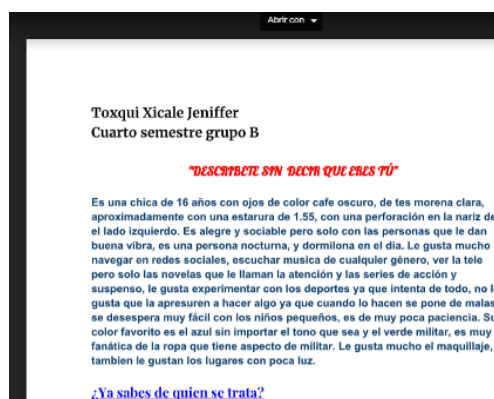 Abrir con
Toxqui Xicale Jeniffer
Cuarto semestre grupo B
"DESCRIBETE SIN DECIR QUE ERES TÚ"
Es una chica de 16 años con ojos de color cafe oscuro, de tes morena clara,
aproximadamente con una estarura de 1.55, con una perforación en la nariz de
el lado izquierdo. Es alegre y sociable pero solo con las personas que le dan
buena vibra, es una persona nocturna, y dormilona en el dia. Le gusta mucho
navegar en redes sociales, escuchar musica de cualquier género, ver la tele
pero solo las novelas que le llaman la atención y las series de acción y
suspenso, le gusta experimentar con los deportes ya que intenta de todo, no
gusta que la apresuren a hacer algo ya que cuando lo hacen se pone de malas,
se desespera muy fácil con los niños pequeños, es de muy poca paciencia. Su
color favorito es el azul sin importar el tono que sea y el verde militar, es muy
fanática de la ropa que tiene aspecto de militar. Le gusta mucho el maquillaje,
tambien le gustan los lugares con poca luz.
¿Ya sabes de quien se trata?